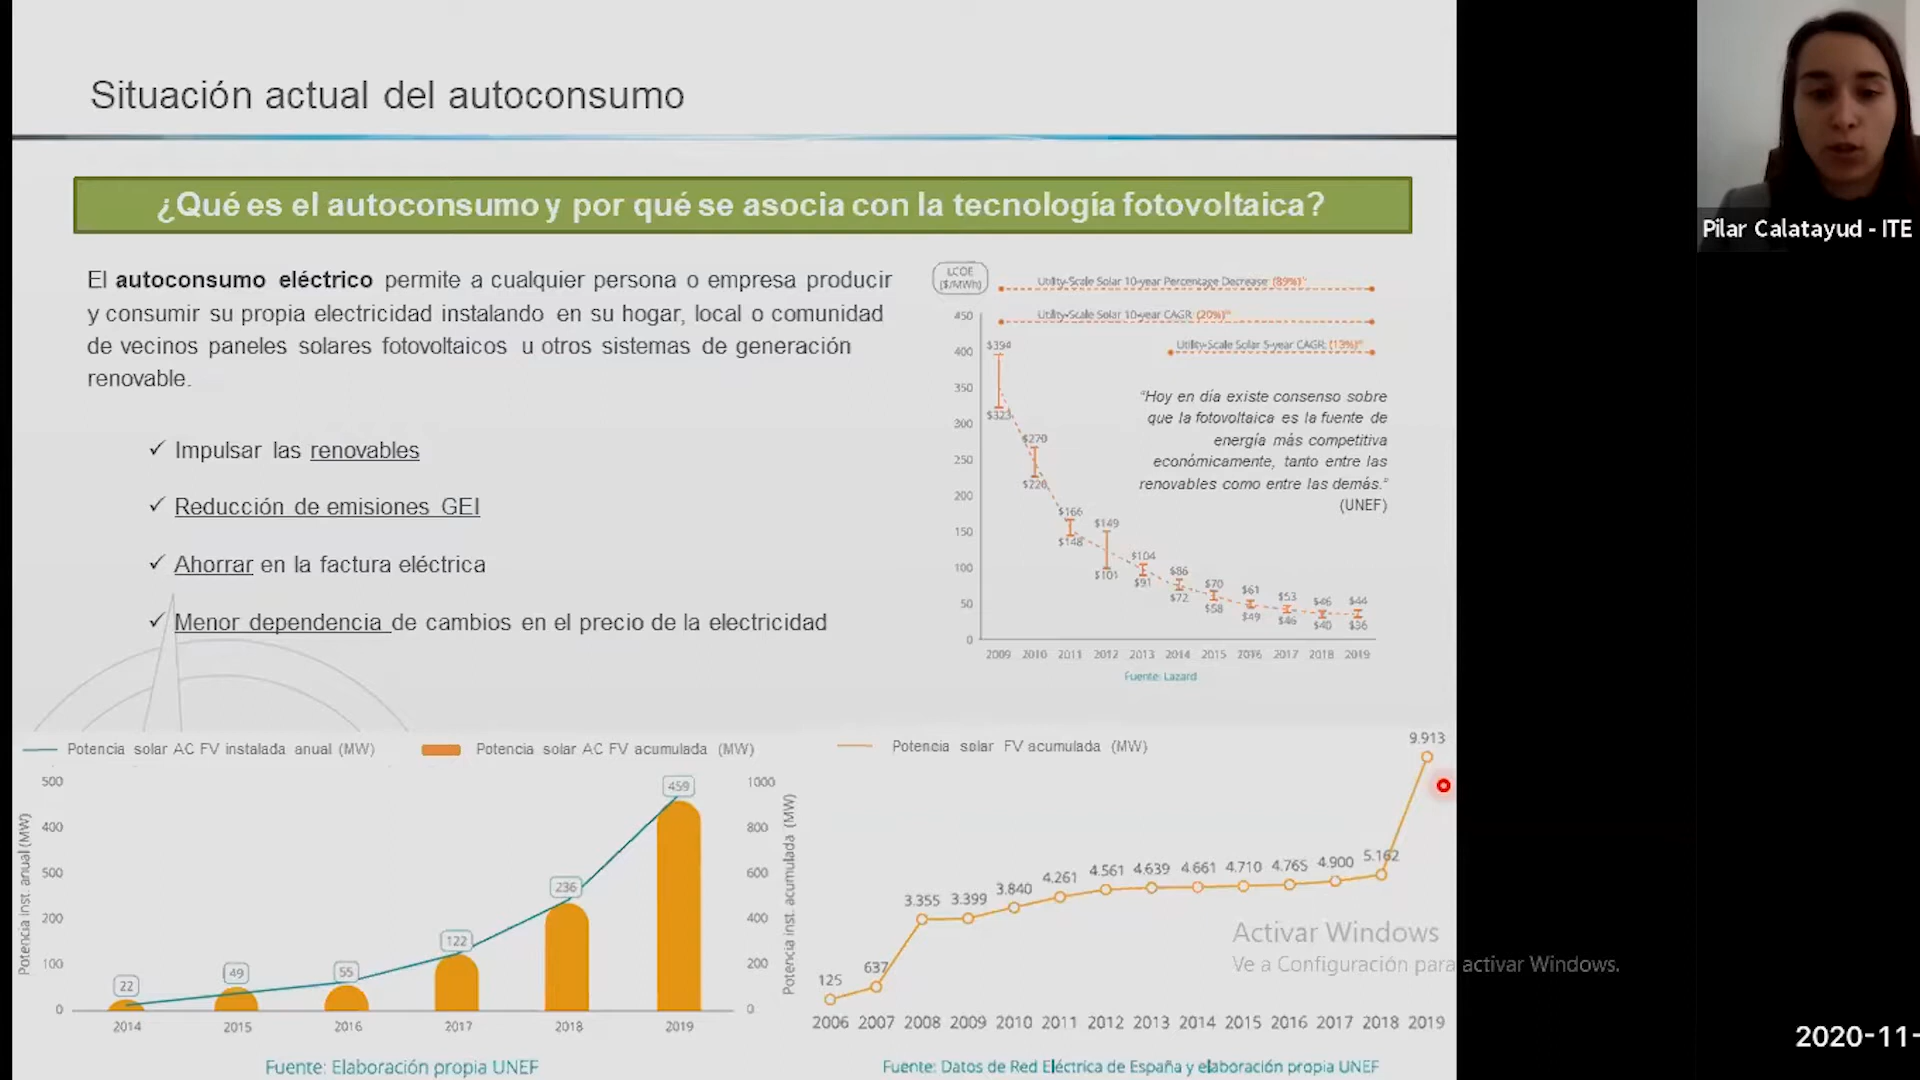 Situación actual del autoconsumo
¿Qué es el autoconsumo y por qué se asocia con la tecnología fotovoltaica?
El autoconsumo eléctrico permite a cualquier persona o empresa producir
y consumir su propia electricidad instalando en su hogar, local o comunidad
de vecinos paneles solares fotovoltaicos u otros sistemas de generación
renovable.
✓ Impulsar las renovables
✓ Reducción de emisiones GEI
✓ Ahorrar en la factura eléctrica
✓ Menor dependencia de cambios en el precio de la electricidad
LCOE
($/MWh)
Utility-Scale Solar 10-year Percentage Decrease: (89%)
Utility-Scale Solar 10-year CAGR: (20%)
Utility-Scale Solar 5-year CAGR: (13%)
450
400
350
300
250
200
150
100
50
0
$394
$323
$270
$226
$166
$148
$149
$101
$104
$91
$86
$72
$70
$58
$61
$49
$53
$46
$46
$40
$44
$36
2009 2010 2011 2012 2013 2014 2015 2016 2017 2018 2019
Fuente: Lazard
"Hoy en día existe consenso sobre
que la fotovoltaica es la fuente de
energía más competitiva
económicamente, tanto entre las
renovables como entre las demás."
(UNEF)
Potencia solar AC FV instalada anual (MW)
Potencia solar AC FV acumulada (MW)
Potencia inst. anual (MW)
500
400
500
200
100
0
22
49
55
122
236
459
1000
800
600
400
200
0
Potencia inst. acumulada (MW)
2014 2015 2016 2017 2018 2019
Fuente: Elaboración propia UNEF
Potencia solar FV acumulada (MW)
125 637 3.355 3.399 3.840 4.261 4.561 4.639 4.661 4.710 4.765 4.900 5.162 9.913
2006 2007 2008 2009 2010 2011 2012 2013 2014 2015 2016 2017 2018 2019
Fuente: Datos de Red Eléctrica de España y elaboración propia UNEF
Activar Windows
Ve a Configuración para activar Windows.
Pilar Calatayud - ITE
2020-11-